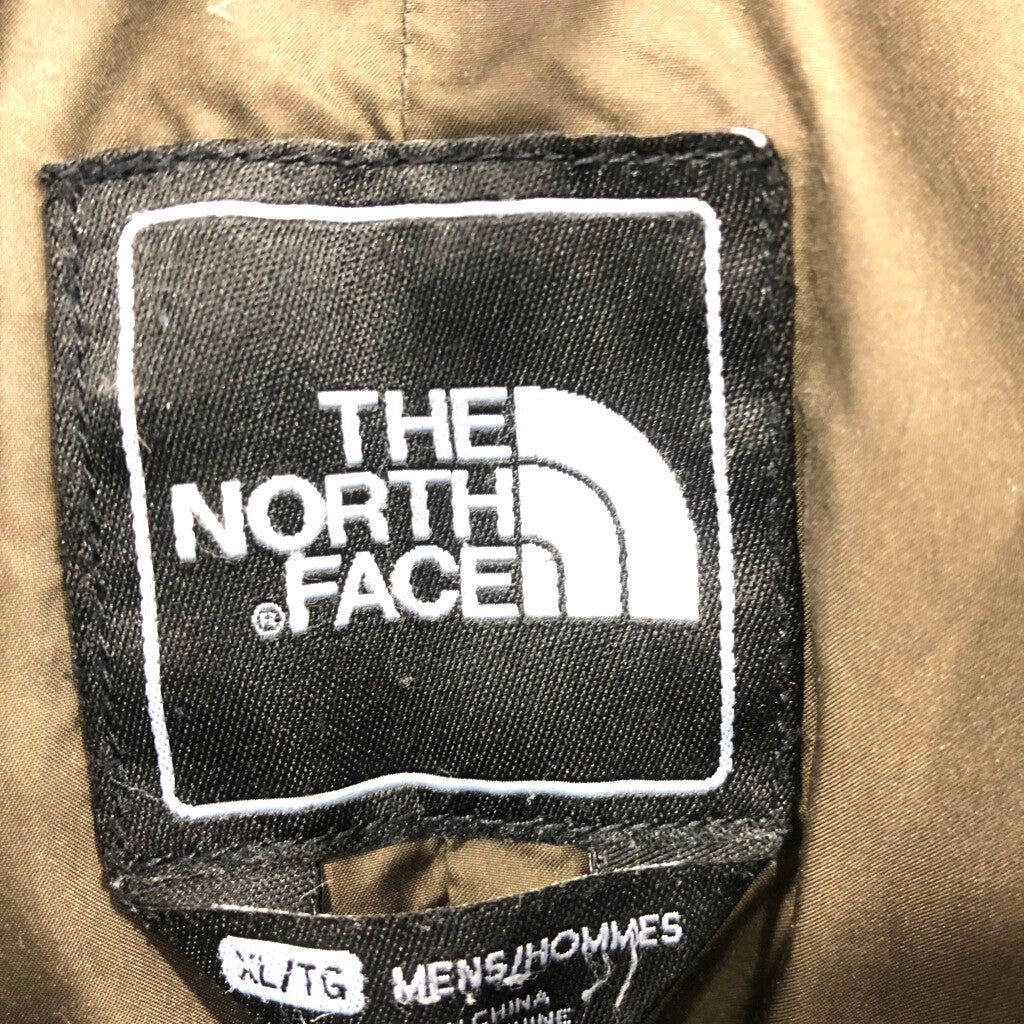 THE
NORTH
®FACE
XL/TG MENS/HOMMES
CHINA